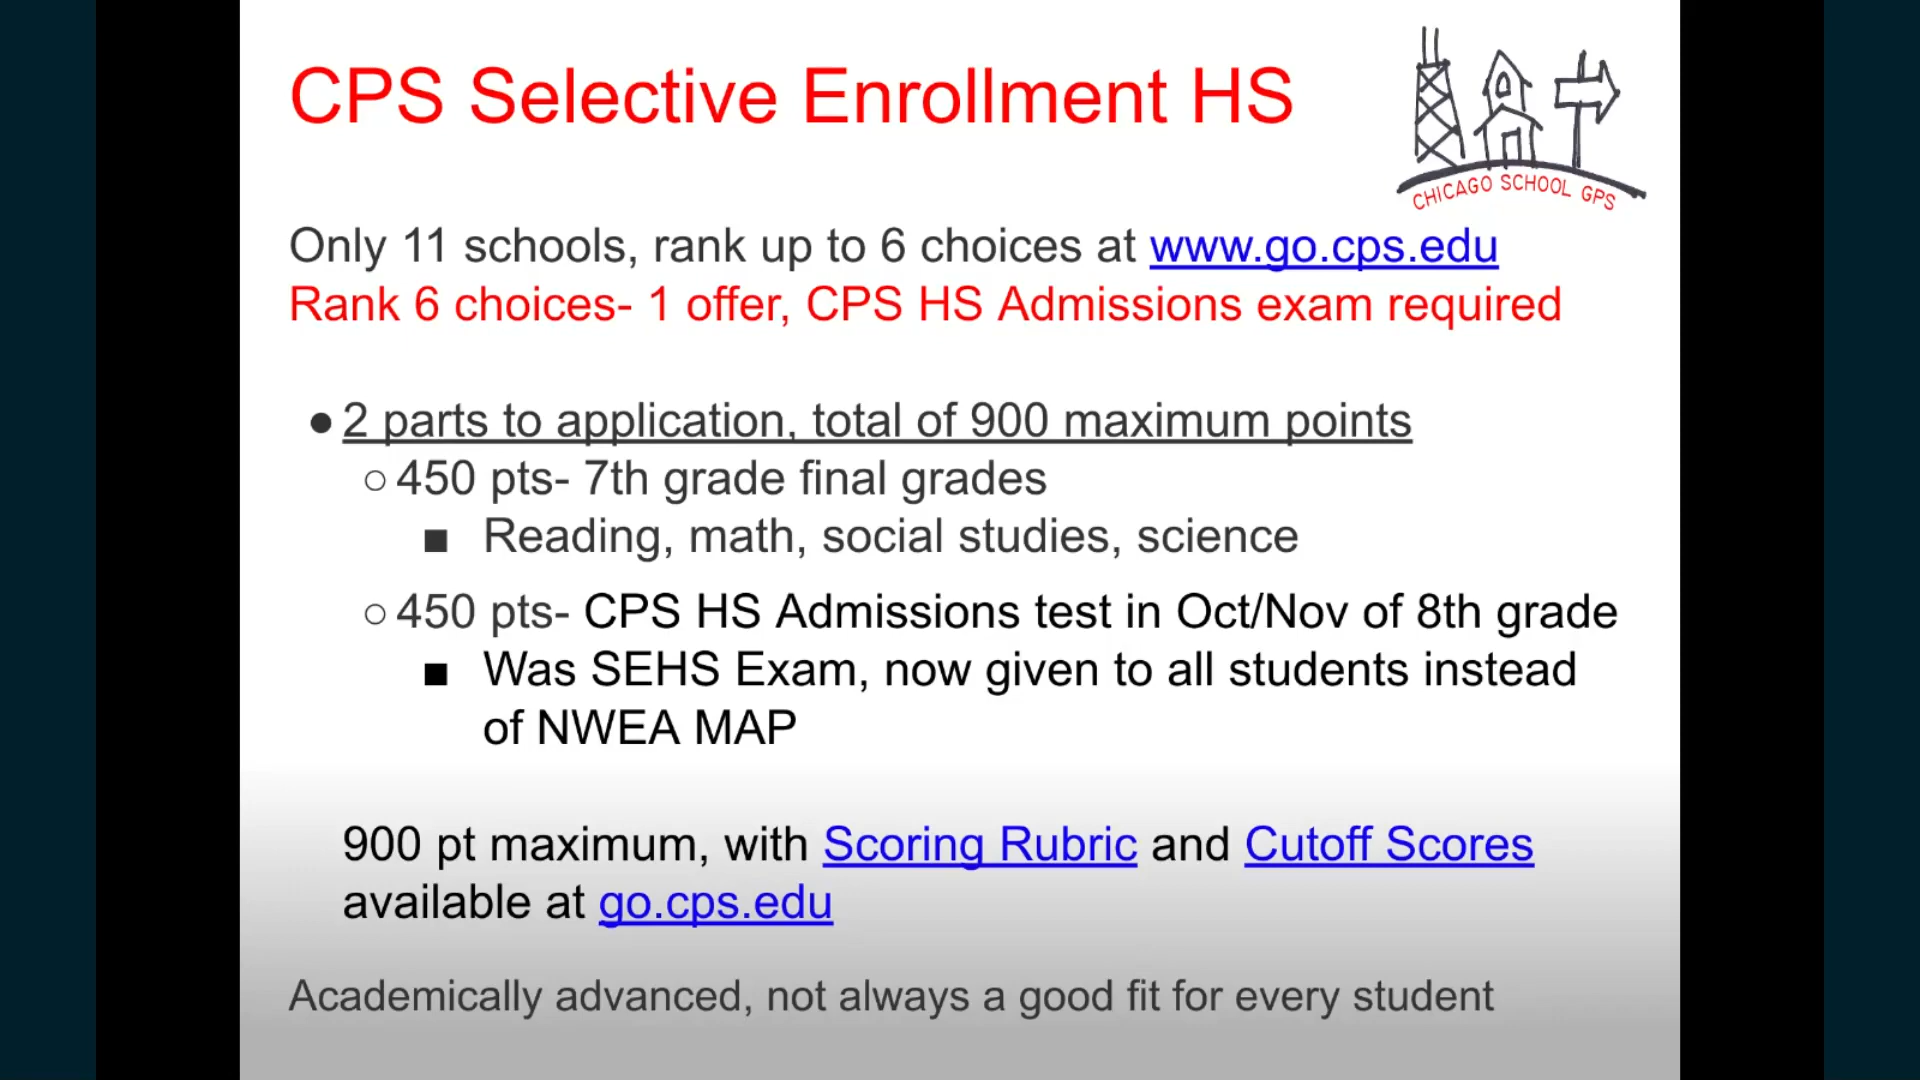 CPS Selective Enrollment HS
CHICAGO SCHOOL GPS
Only 11 schools, rank up to 6 choices at www.go.cps.edu
Rank 6 choices- 1 offer, CPS HS Admissions exam required
● 2 parts to application, total of 900 maximum points
○ 450 pts- 7th grade final grades
■ Reading, math, social studies, science
○ 450 pts- CPS HS Admissions test in Oct/Nov of 8th grade
■ Was SEHS Exam, now given to all students instead
of NWEA MAP
900 pt maximum, with Scoring Rubric and Cutoff Scores
available at go.cps.edu
Academically advanced, not always a good fit for every student